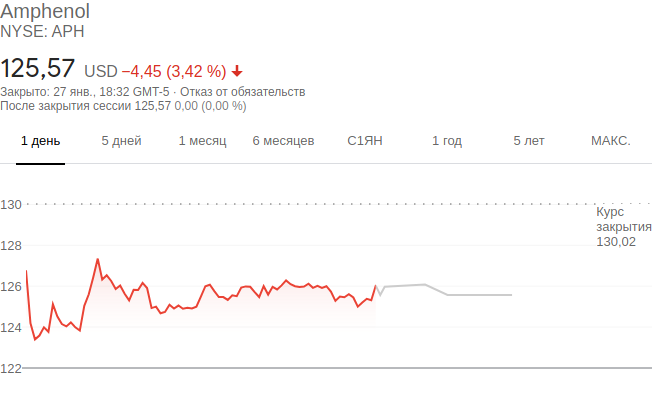 Amphenol
NYSE: APH
125,57 USD −4,45 (3,42 %)
Закрыто: 27 янв., 18:32 GMT-5 · Отказ от обязательств
После закрытия сессии 125,57 0,00 (0,00 %)
1 день 5 дней 1 месяц 6 месяцев С1ЯН 1 год 5 лет МАКС.
130
Курс
закрытия
130,02
128
126
124
122